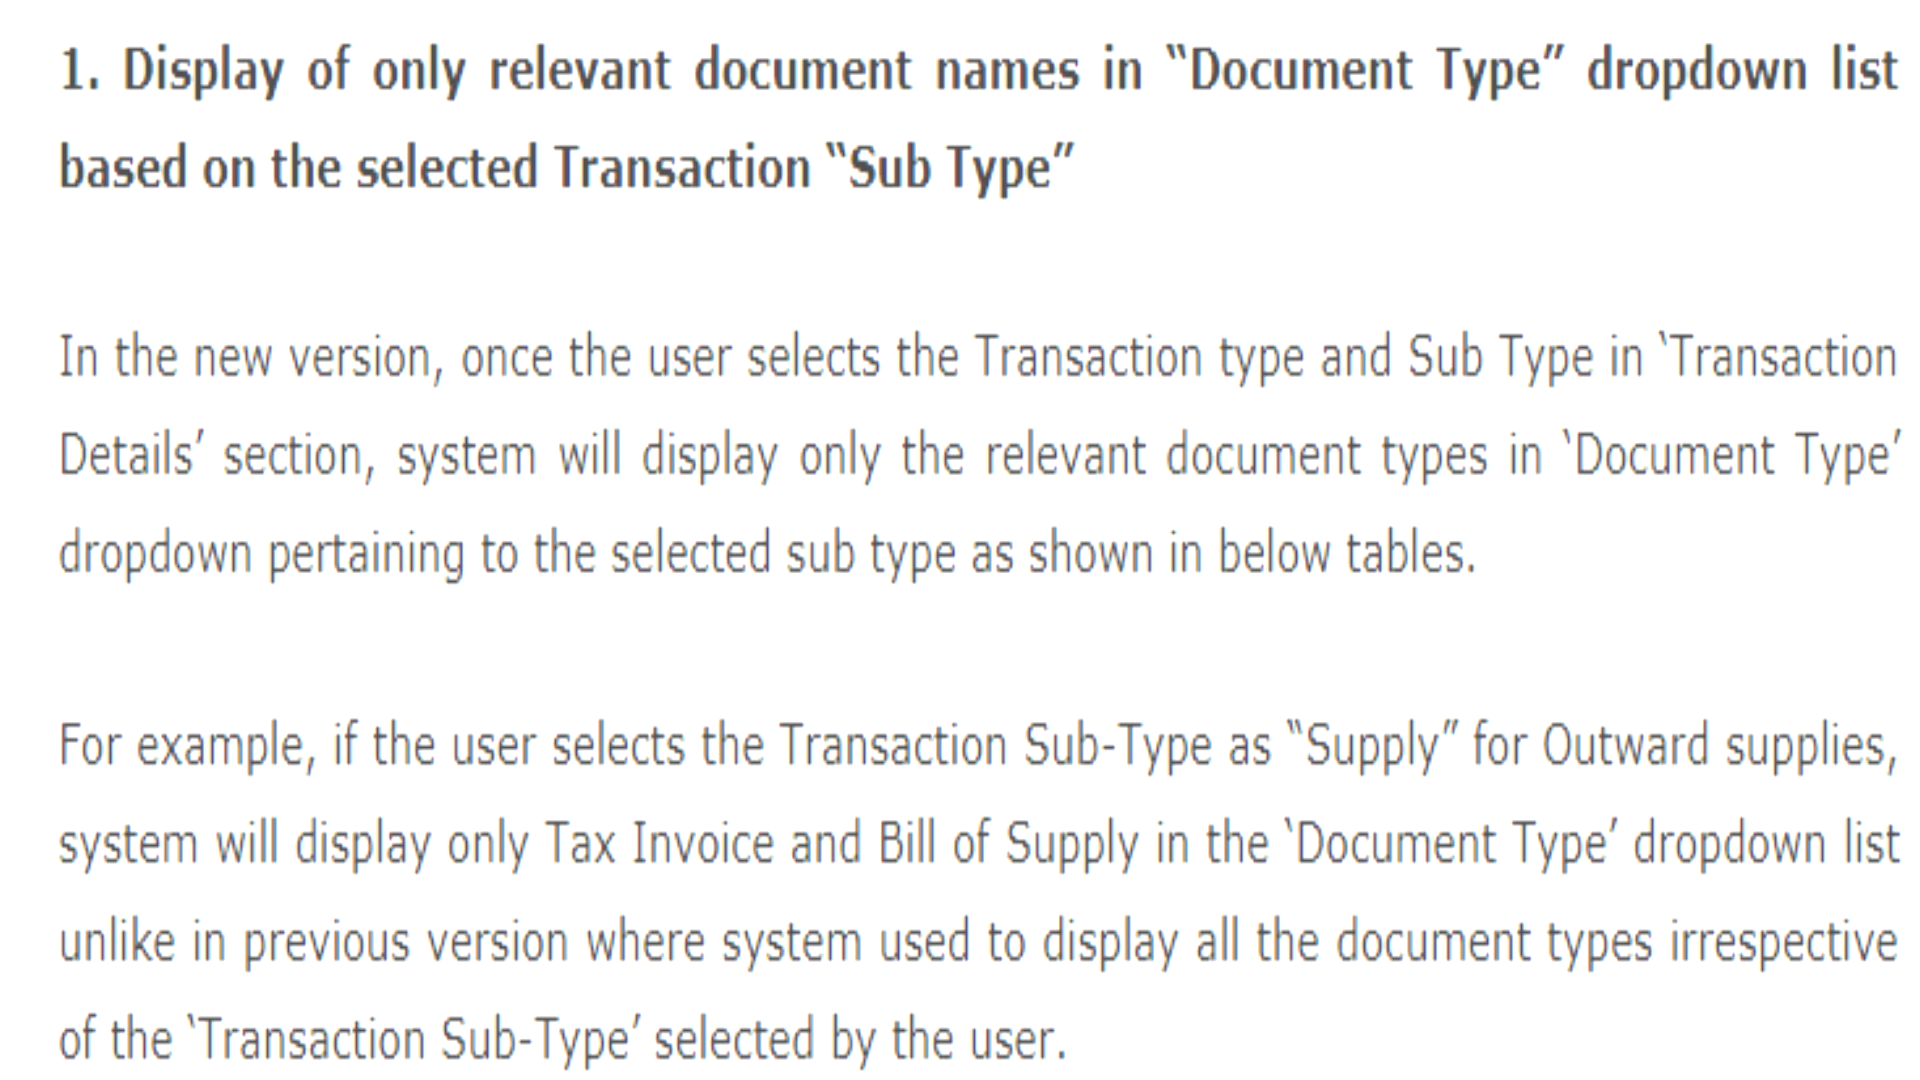 1. Display of only relevant document names in “Document Type” dropdown list
based on the selected Transaction “Sub Type”
In the new version, once the user selects the Transaction type and Sub Type in ‘Transaction
Details’ section, system will display only the relevant document types in ‘Document Type’
dropdown pertaining to the selected sub type as shown in below tables.
For example, if the user selects the Transaction Sub-Type as “Supply” for Outward supplies,
system will display only Tax Invoice and Bill of Supply in the ‘Document Type’ dropdown list
unlike in previous version where system used to display all the document types irrespective
of the ‘Transaction Sub-Type’ selected by the user.